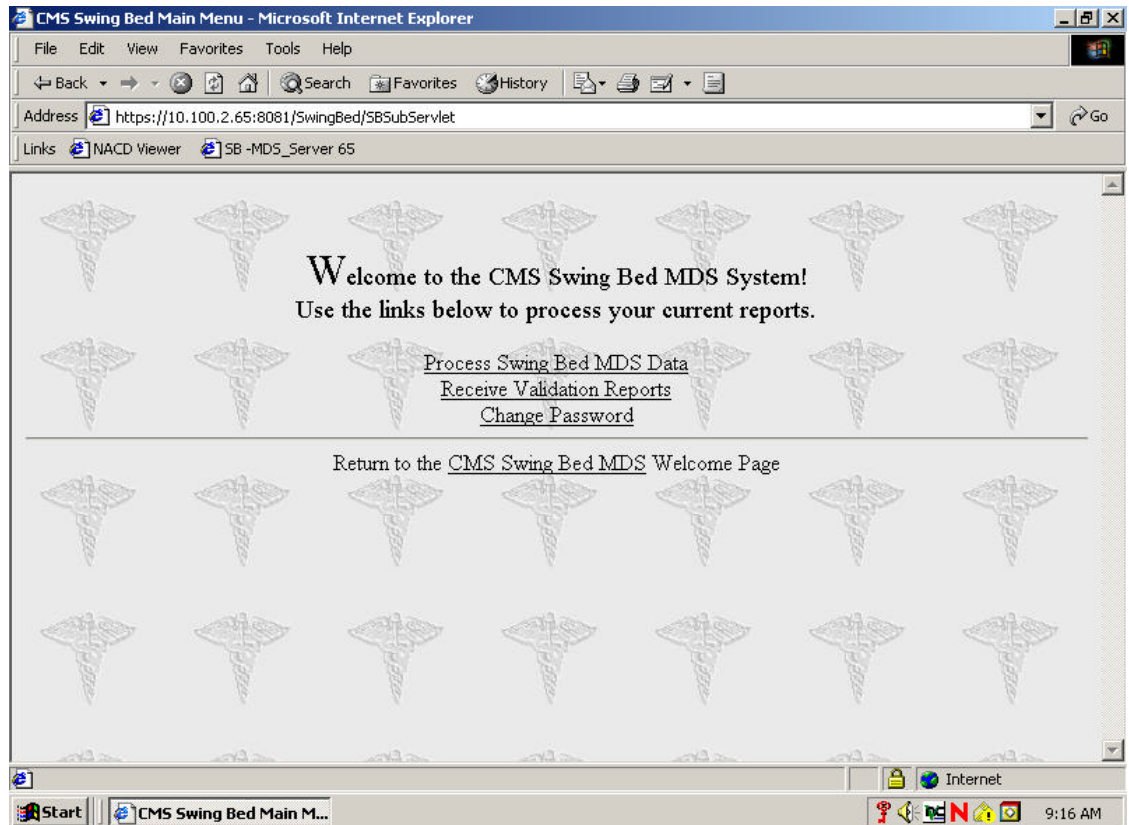 CMS Swing Bed Main Menu - Microsoft Internet Explorer
File Edit View Favorites Tools Help
Back Search Favorites History
Address https://10.100.2.65:8081/SwingBed/SBSubServlet Go
Links NACD Viewer SB -MDS_Server 65
Welcome to the CMS Swing Bed MDS System!
Use the links below to process your current reports.
Process Swing Bed MDS Data
Receive Validation Reports
Change Password
Return to the CMS Swing Bed MDS Welcome Page
Internet
Start CMS Swing Bed Main M... N 9:16 AM